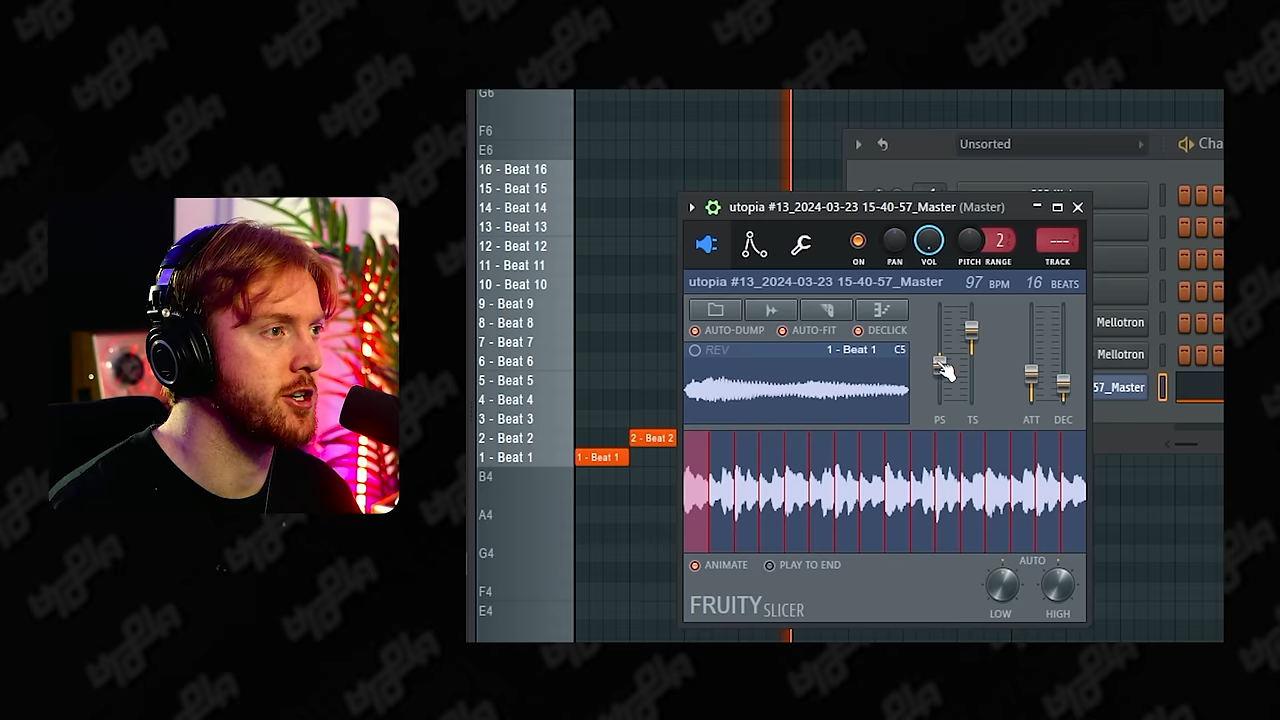 G6
F6
E6
16 - Beat 16
15 - Beat 15
14 - Beat 14
13 - Beat 13
12 - Beat 12
11 - Beat 11
10 - Beat 10
9 - Beat 9
8 - Beat 8
7 - Beat 7
6 - Beat 6
5 - Beat 5
4 - Beat 4
3 - Beat 3
2 - Beat 2
1 - Beat 1
B4
A4
G4
F4
E4
2 - Beat 2
1 - Beat 1
Unsorted
Cha
utopia #13_2024-03-23 15-40-57_Master (Master)
2
---
ON PAN VOL PITCH RANGE TRACK
utopia #13_2024-03-23 15-40-57_Master 97 BPM 16 BEATS
AUTO-DUMP AUTO-FIT DECLICK
REV 1 - Beat 1 C5
PS TS ATT DEC
Mellotron
Mellotron
57_Master
ANIMATE PLAY TO END
AUTO
LOW HIGH
FRUITY SLICER